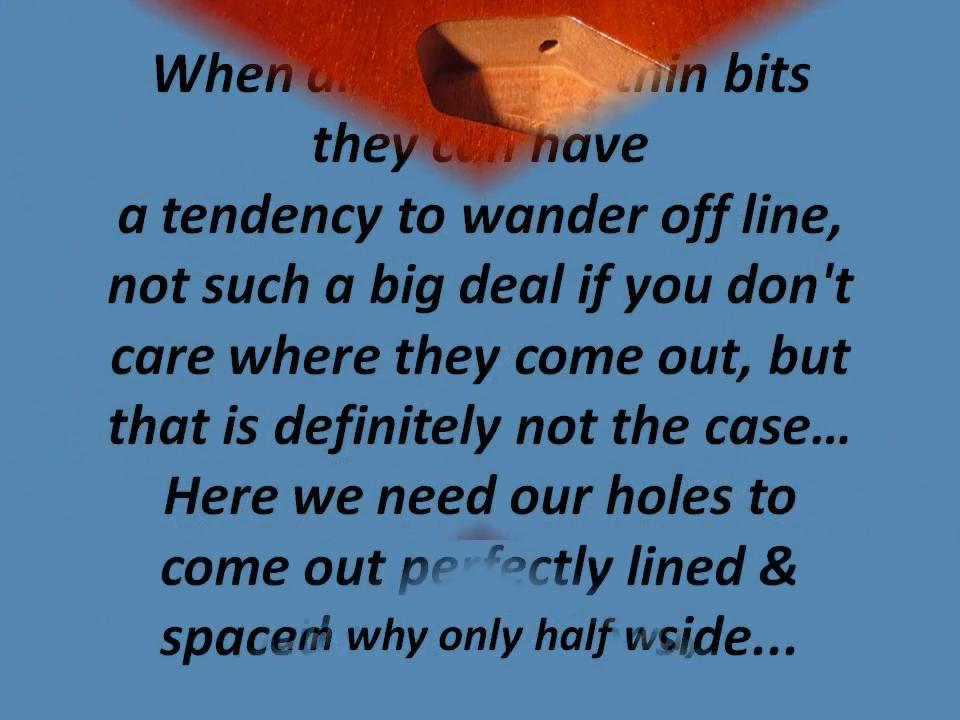 When thin bits
they can have
a tendency to wander off line,
not such a big deal if you don't
care where they come out, but
that is definitely not the case...
Here we need our holes to
come out perfectly lined &
spaced why only half side...